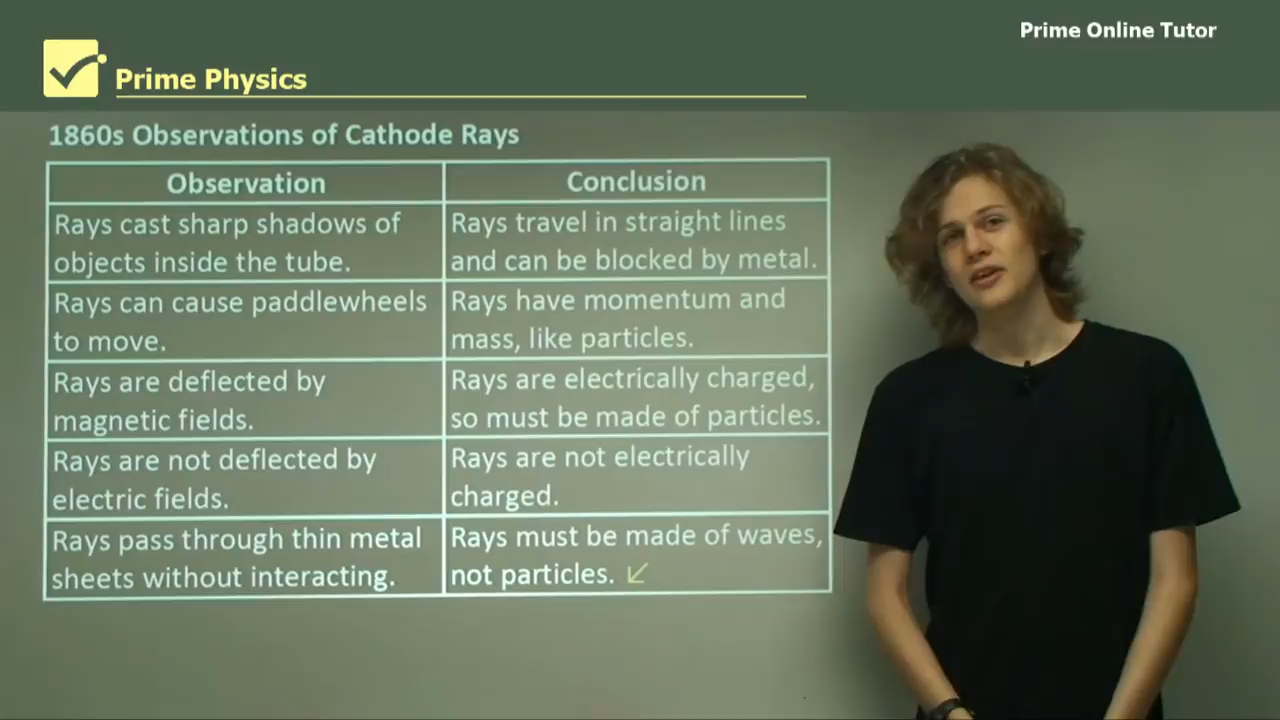 Prime Online Tutor
Prime Physics
1860s Observations of Cathode Rays
Observation
Conclusion
Rays cast sharp shadows of
objects inside the tube.
Rays travel in straight lines
and can be blocked by metal.
Rays can cause paddlewheels
to move.
Rays have momentum and
mass, like particles.
Rays are deflected by
magnetic fields.
Rays are electrically charged,
so must be made of particles.
Rays are not deflected by
electric fields.
Rays are not electrically
charged.
Rays pass through thin metal
sheets without interacting.
Rays must be made of waves,
not particles.